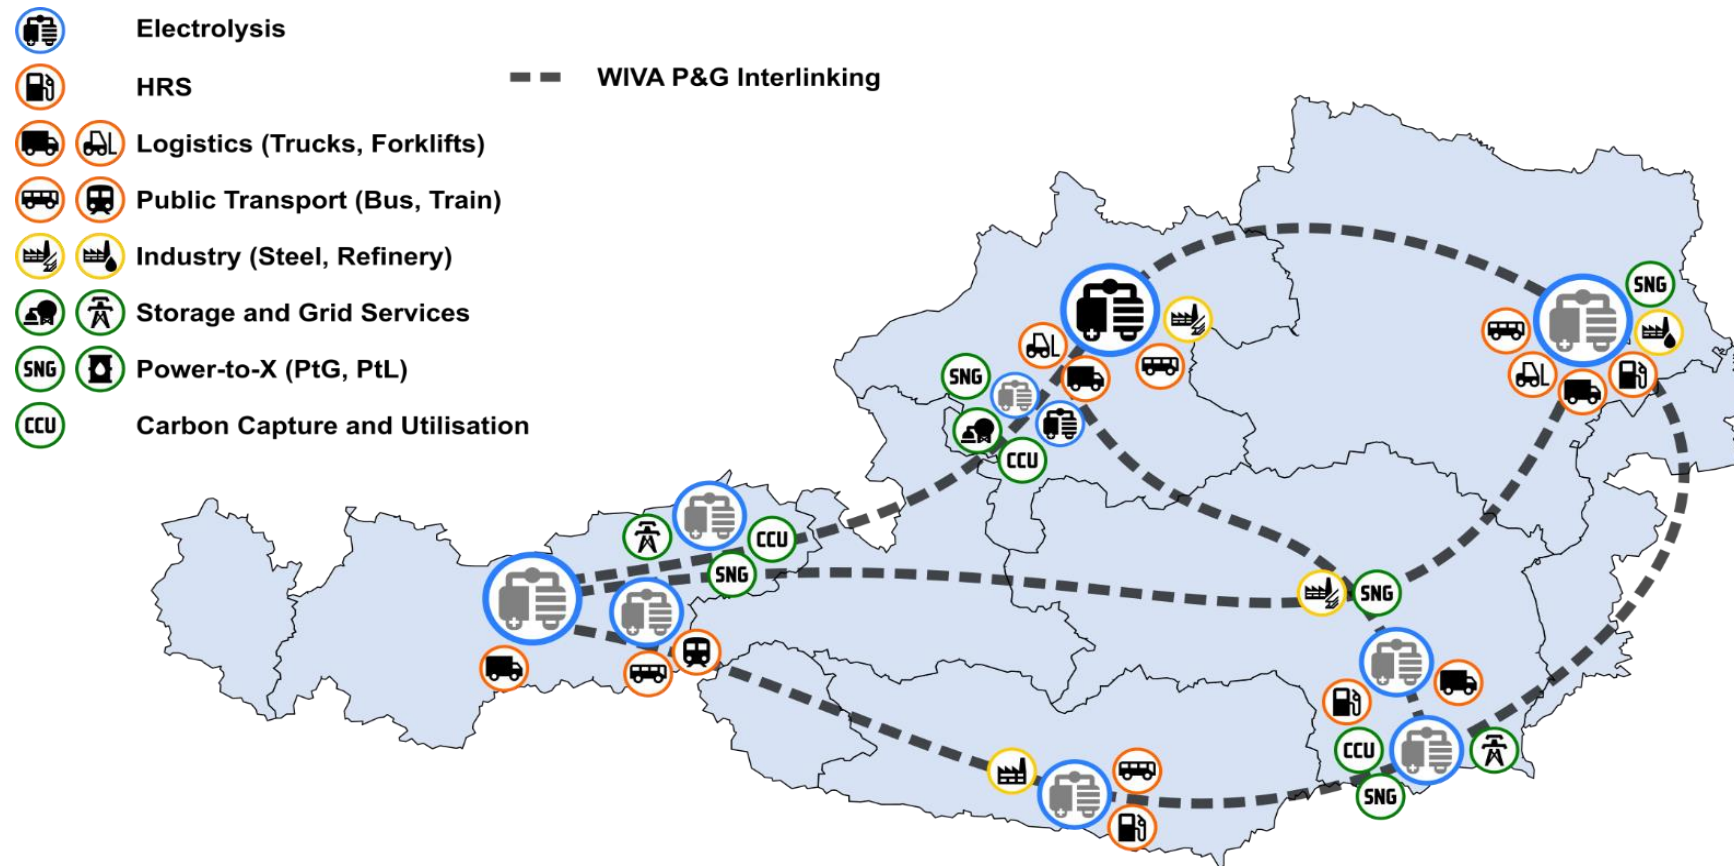 Electrolysis
HRS
WIVA P&G Interlinking
Logistics (Trucks, Forklifts)
Public Transport (Bus, Train)
Industry (Steel, Refinery)
Storage and Grid Services
SNG Power-to-X (PtG, PtL)
CCU Carbon Capture and Utilisation
SNG
SNG
CCU
CCU
SNG
SNG
CCU
SNG